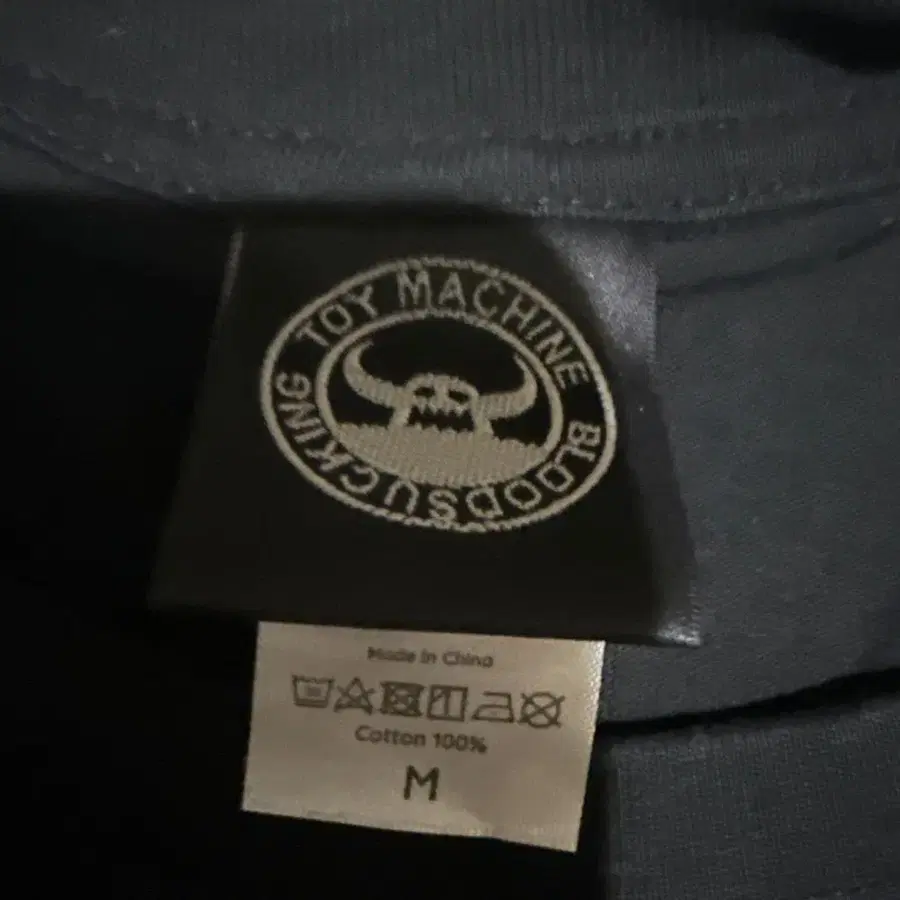 TOY MACHINE BLOODSUCKING
Made in China
Cotton 100%
M